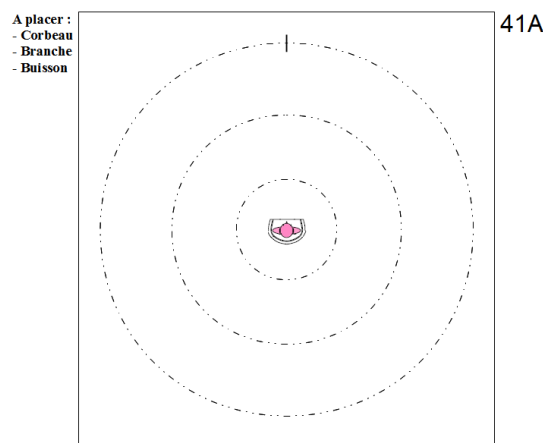 A placer :
- Corbeau
- Branche
- Buisson
41A